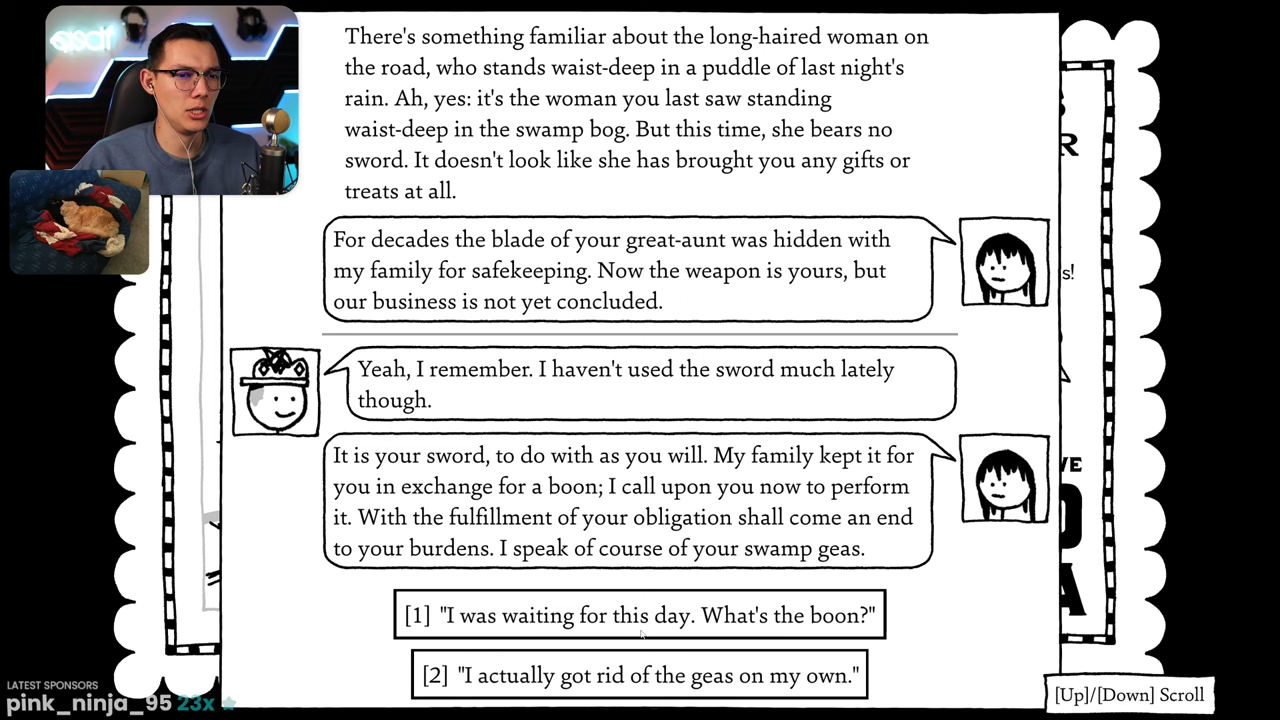 There's something familiar about the long-haired woman on
the road, who stands waist-deep in a puddle of last night's
rain. Ah, yes: it's the woman you last saw standing
waist-deep in the swamp bog. But this time, she bears no
sword. It doesn't look like she has brought you any gifts or
treats at all.
For decades the blade of your great-aunt was hidden with
my family for safekeeping. Now the weapon is yours, but
our business is not yet concluded.
s!
Yeah, I remember. I haven't used the sword much lately
though.
It is your sword, to do with as you will. My family kept it for
you in exchange for a boon; I call upon you now to perform
it. With the fulfillment of your obligation shall come an end
to your burdens. I speak of course of your swamp geas.
[1] "I was waiting for this day. What's the boon?"
[2] "I actually got rid of the geas on my own."
[Up]/[Down] Scroll
LATEST SPONSORS
pink_ninja_95 23x